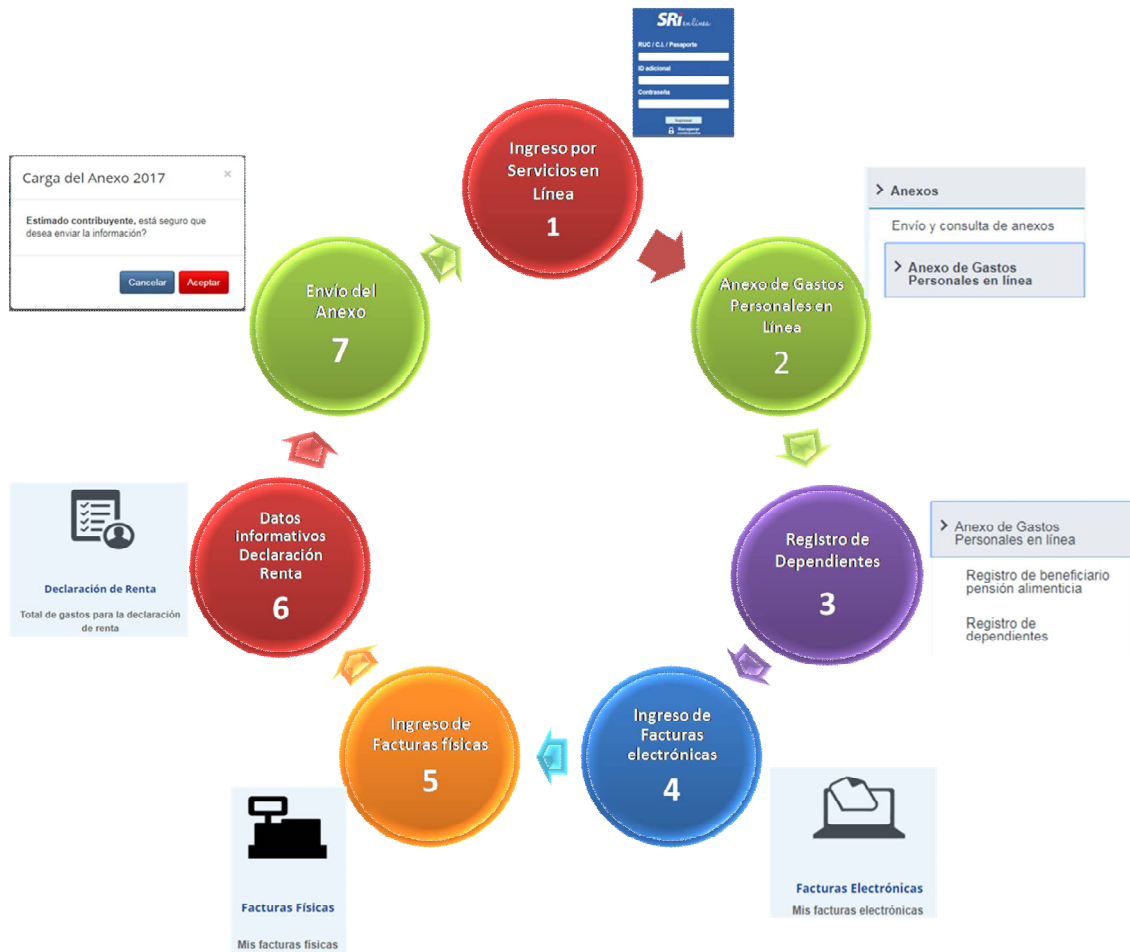 SRi en línea
RUC / C.I. / Pasaporte
ID adicional
Contraseña
Ingresar
Recuperar
contraseña
Ingreso por
Servicios en
Línea
1
Anexos
Envío y consulta de anexos
Anexo de Gastos
Personales en línea
Anexo de Gastos
Personales en
Línea
2
Registro de
Dependientes
3
Anexo de Gastos
Personales en línea
Registro de beneficiario
pensión alimenticia
Registro de
dependientes
Ingreso de
Facturas
electrónicas
4
Facturas Electrónicas
Mis facturas electrónicas
Ingreso de
Facturas físicas
5
Facturas Físicas
Mis facturas físicas
Datos
informativos
Declaración
Renta
6
Declaración de Renta
Total de gastos para la declaración
de renta
Envío del
Anexo
7
Carga del Anexo 2017 ×
Estimado contribuyente, está seguro que
desea enviar la información?
Cancelar Aceptar